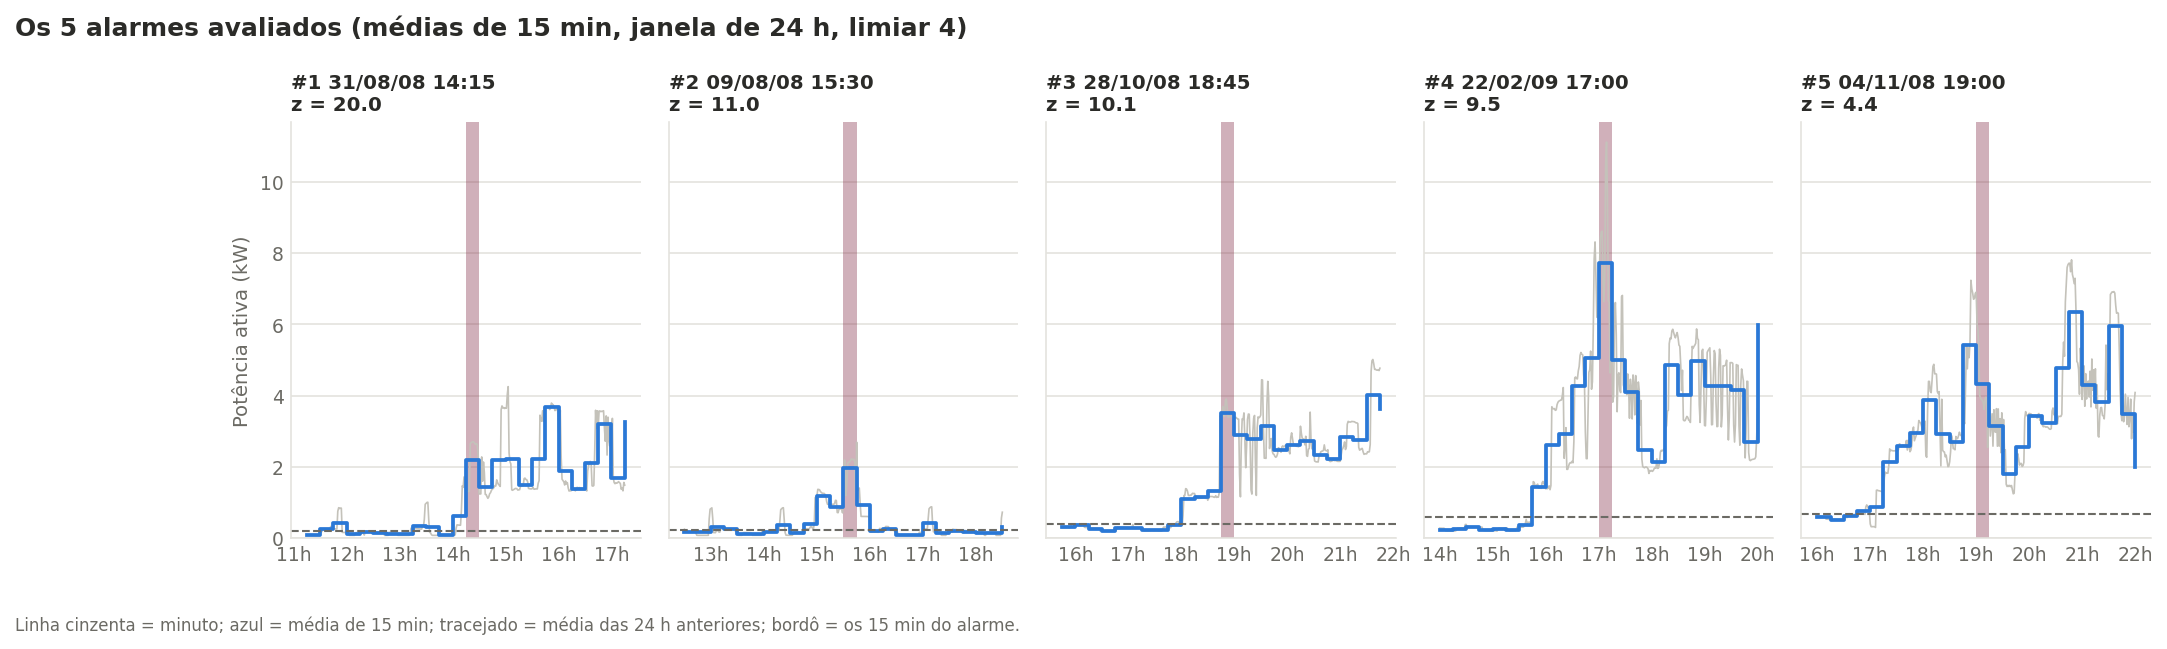 Os 5 alarmes avaliados (médias de 15 min, janela de 24 h, limiar 4)
#1 31/08/08 14:15
z = 20.0
#2 09/08/08 15:30
z = 11.0
#3 28/10/08 18:45
z = 10.1
#4 22/02/09 17:00
z = 9.5
#5 04/11/08 19:00
z = 4.4
Potência ativa (kW)
10
8
6
4
2
0
11h 12h 13h 14h 15h 16h 17h
13h 14h 15h 16h 17h 18h
16h 17h 18h 19h 20h 21h 22h
14h 15h 16h 17h 18h 19h 20h
16h 17h 18h 19h 20h 21h 22h
Linha cinzenta = minuto; azul = média de 15 min; tracejado = média das 24 h anteriores; bordô = os 15 min do alarme.